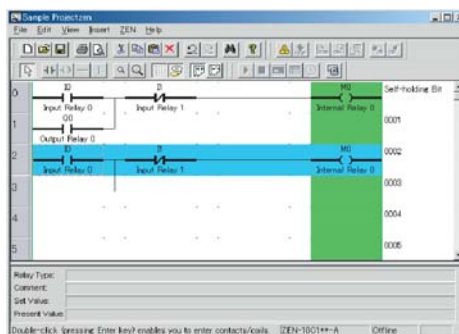 Sample Project.zen
File Edit View Insert ZEN Help
0 I0 I1 M0 Self-holding Bit
Input Relay 0 Input Relay 1 Internal Relay 0
1 Q0 0001
Output Relay 0
2 I0 I1 M0 0002
Input Relay 0 Input Relay 1 Internal Relay 0
3 0003
4 0004
5 0005
Relay Type:
Comment:
Set Value:
Present Value:
Double-click (pressing Enter key) enables you to enter contacts/coils. ZEN-10C1**-A Offline